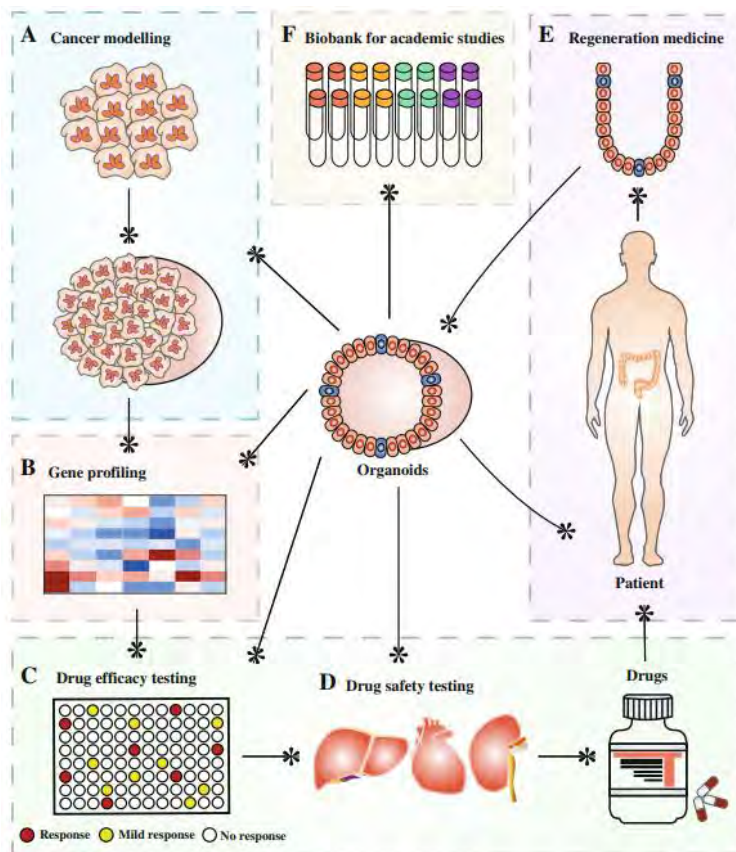 A Cancer modelling
F Biobank for academic studies
E Regeneration medicine
Organoids
B Gene profiling
Patient
C Drug efficacy testing
D Drug safety testing
Drugs
Response
Mild response
No response